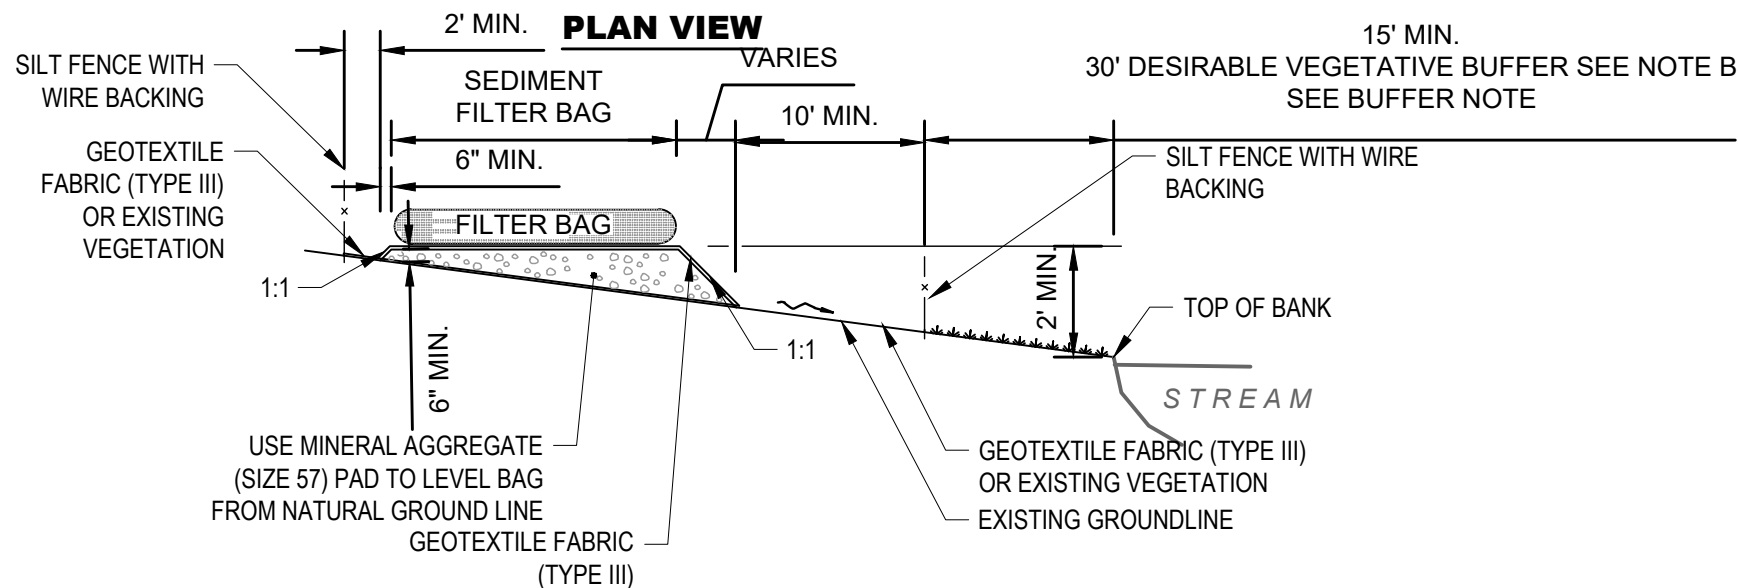 2' MIN.
PLAN VIEW
VARIES
15' MIN.
30' DESIRABLE VEGETATIVE BUFFER SEE NOTE B
SEE BUFFER NOTE
SILT FENCE WITH
WIRE BACKING
SEDIMENT
FILTER BAG
10' MIN.
GEOTEXTILE
FABRIC (TYPE III)
OR EXISTING
VEGETATION
6" MIN.
SILT FENCE WITH WIRE
BACKING
FILTER BAG
1:1
2' MIN.
TOP OF BANK
1:1
6" MIN.
STREAM
USE MINERAL AGGREGATE
(SIZE 57) PAD TO LEVEL BAG
FROM NATURAL GROUND LINE
GEOTEXTILE FABRIC (TYPE III)
OR EXISTING VEGETATION
EXISTING GROUNDLINE
GEOTEXTILE FABRIC
(TYPE III)